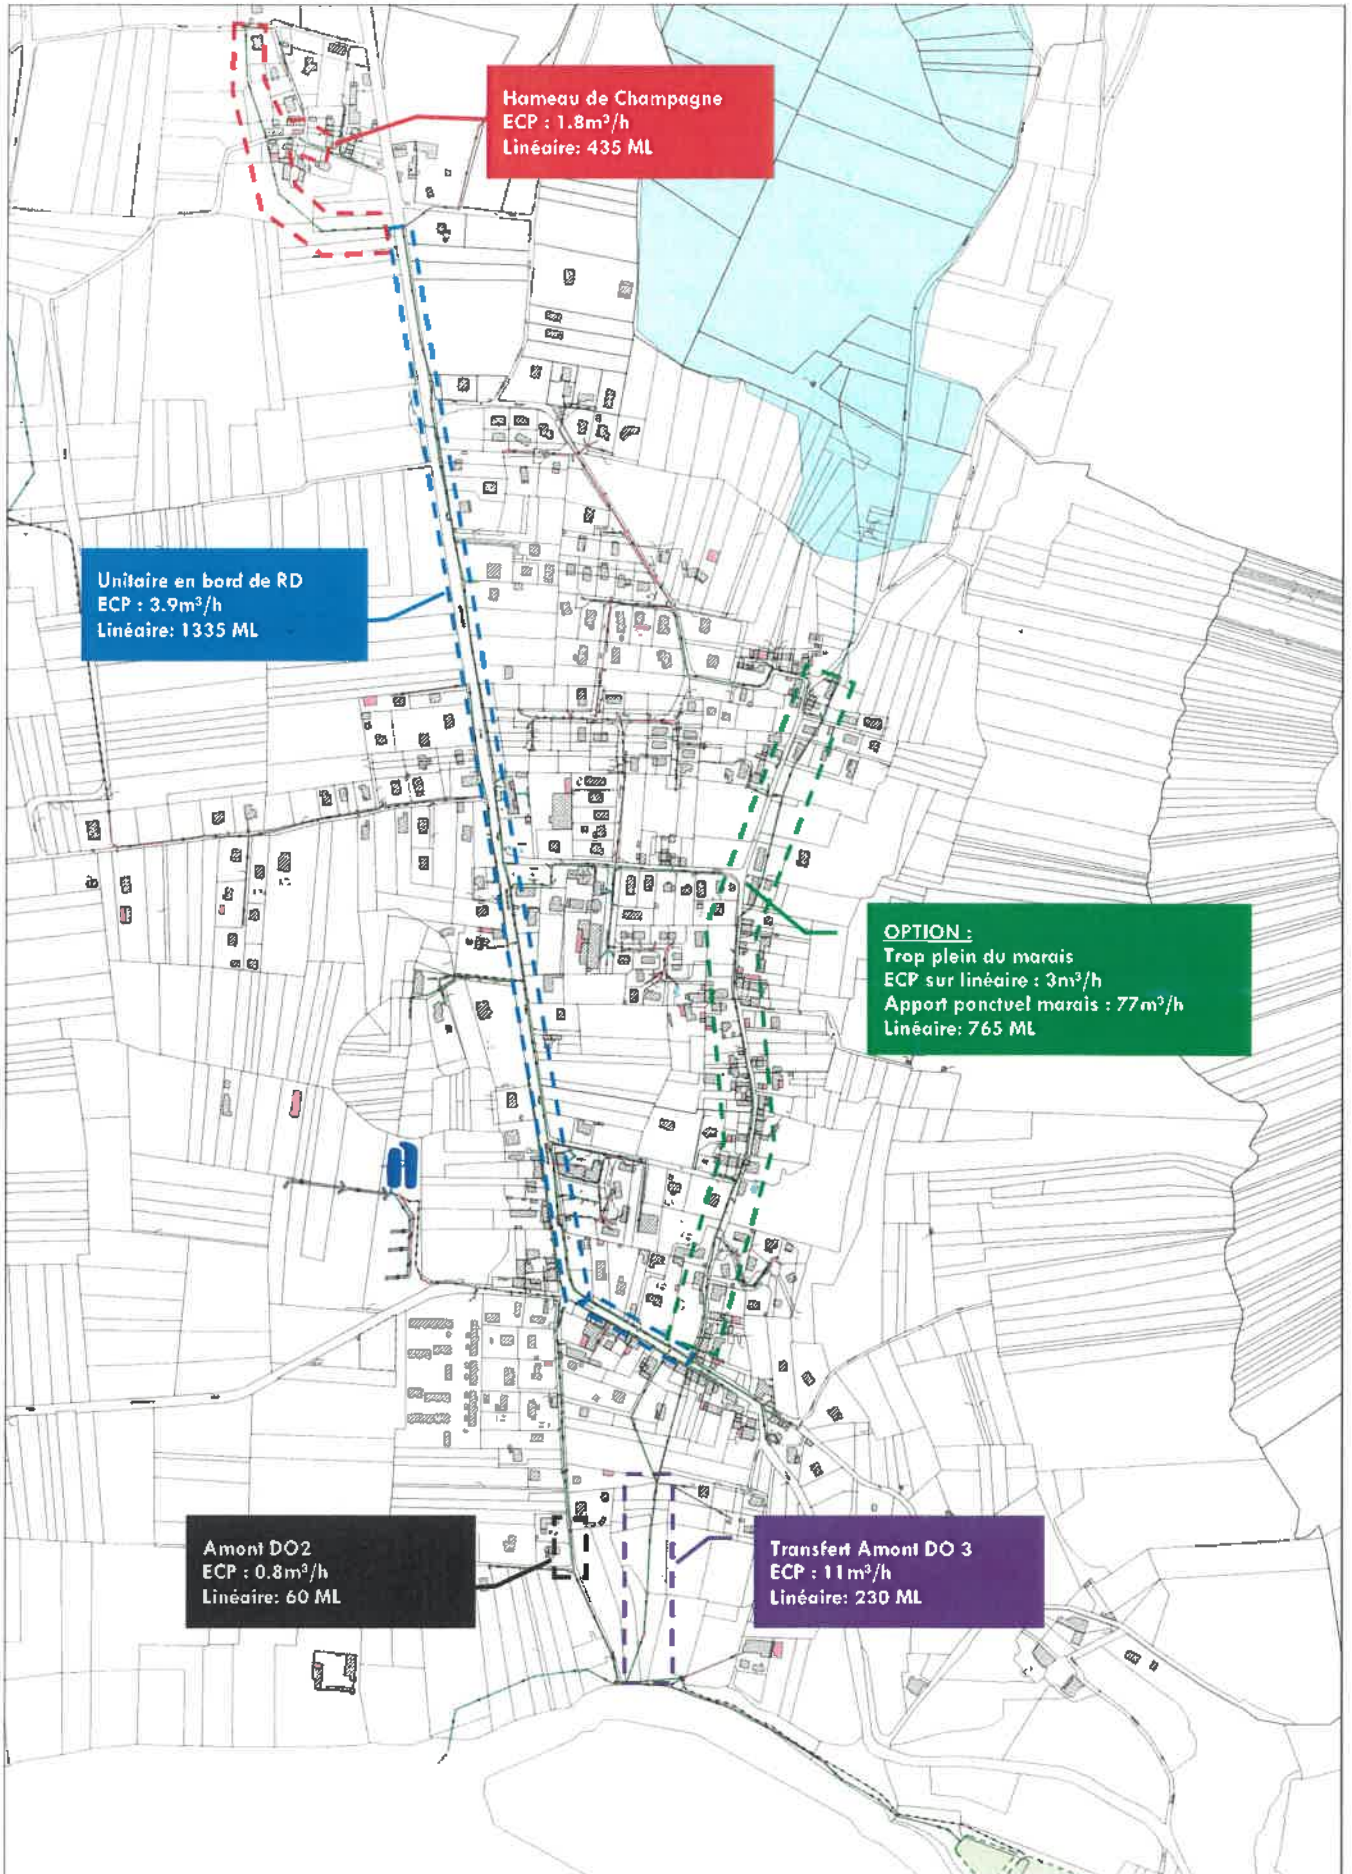 Hameau de Champagne
ECP : 1.8m³/h
Linéaire: 435 ML
Unitaire en bord de RD
ECP : 3.9m³/h
Linéaire: 1335 ML
OPTION :
Trop plein du marais
ECP sur linéaire : 3m³/h
Apport ponctuel marais : 77m³/h
Linéaire: 765 ML
Amont DO2
ECP : 0.8m³/h
Linéaire: 60 ML
Transfert Amont DO 3
ECP : 11m³/h
Linéaire: 230 ML